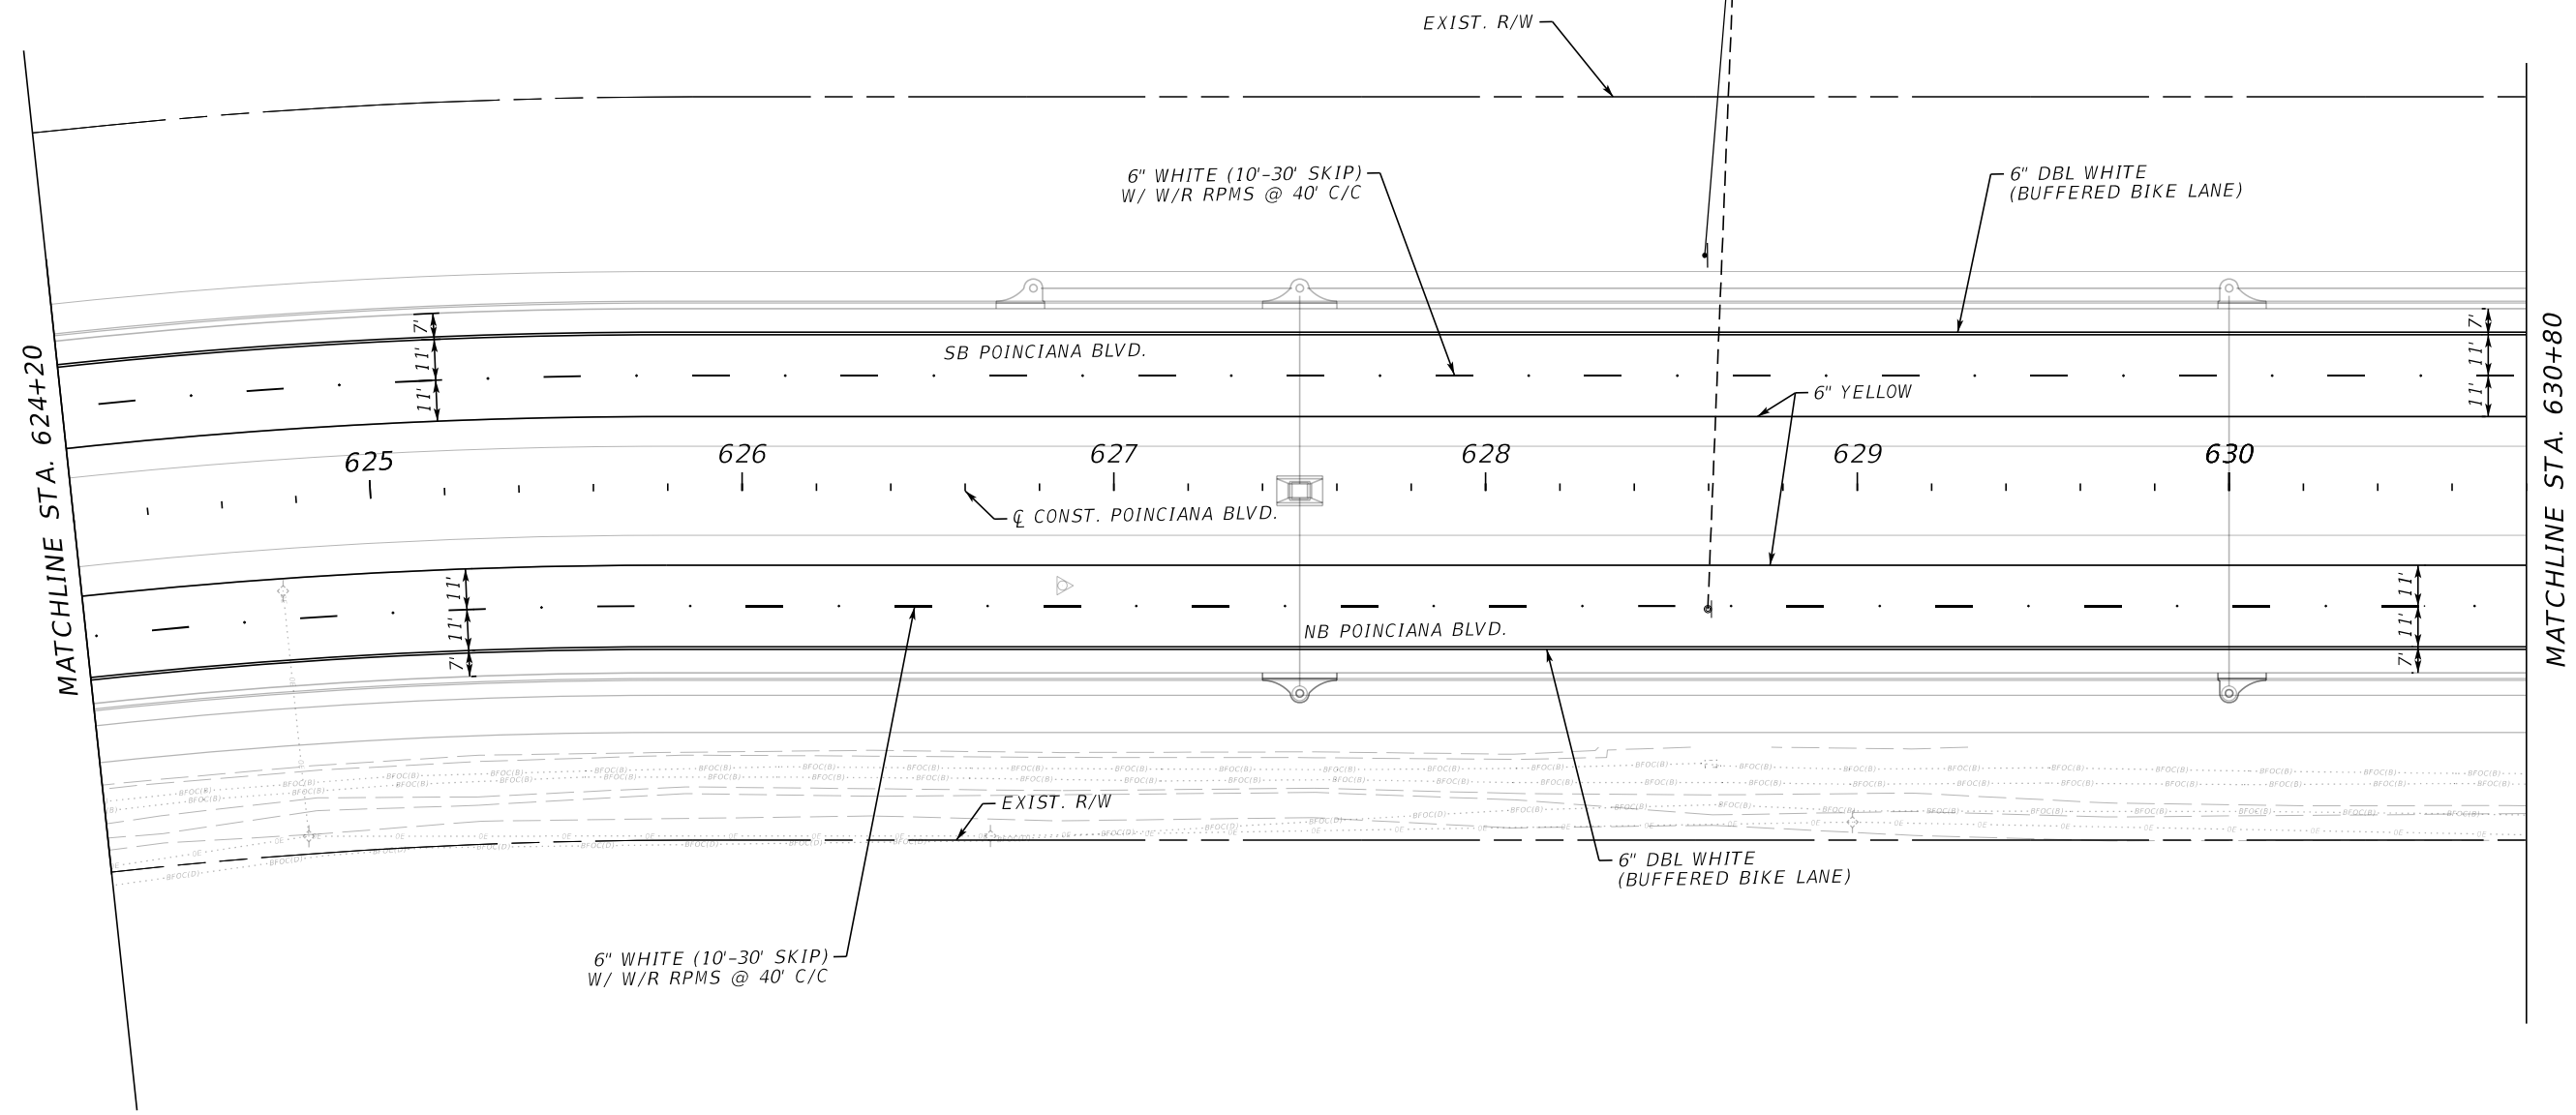 EXIST. R/W
6" WHITE (10'-30' SKIP)
W/ W/R RPMS @ 40' C/C
6" DBL WHITE
(BUFFERED BIKE LANE)
MATCHLINE STA. 624+20
7'
11'
11'
SB POINCIANA BLVD.
6" YELLOW
7'
11'
11'
MATCHLINE STA. 630+80
625
626
627
628
629
630
℄ CONST. POINCIANA BLVD.
11'
11'
7'
NB POINCIANA BLVD.
11'
11'
7'
EXIST. R/W
6" DBL WHITE
(BUFFERED BIKE LANE)
6" WHITE (10'-30' SKIP)
W/ W/R RPMS @ 40' C/C